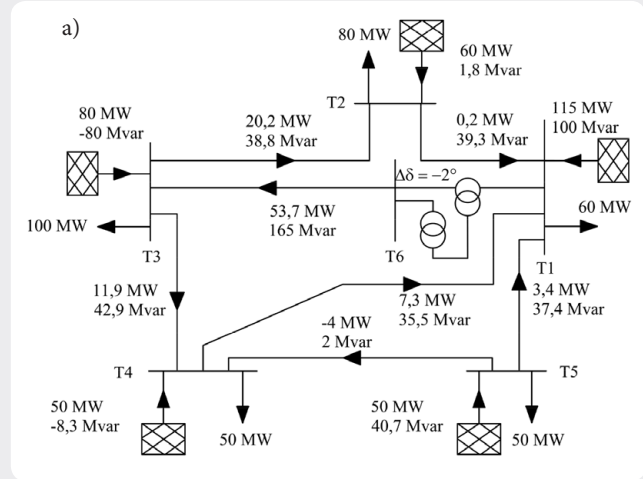 a)
80 MW
60 MW
1,8 Mvar
T2
80 MW
-80 Mvar
20,2 MW
38,8 Mvar
0,2 MW
39,3 Mvar
115 MW
100 Mvar
Δδ = −2°
53,7 MW
165 Mvar
100 MW
60 MW
T3
T6
T1
11,9 MW
42,9 Mvar
7,3 MW
35,5 Mvar
3,4 MW
37,4 Mvar
-4 MW
2 Mvar
T4
T5
50 MW
-8,3 Mvar
50 MW
50 MW
40,7 Mvar
50 MW